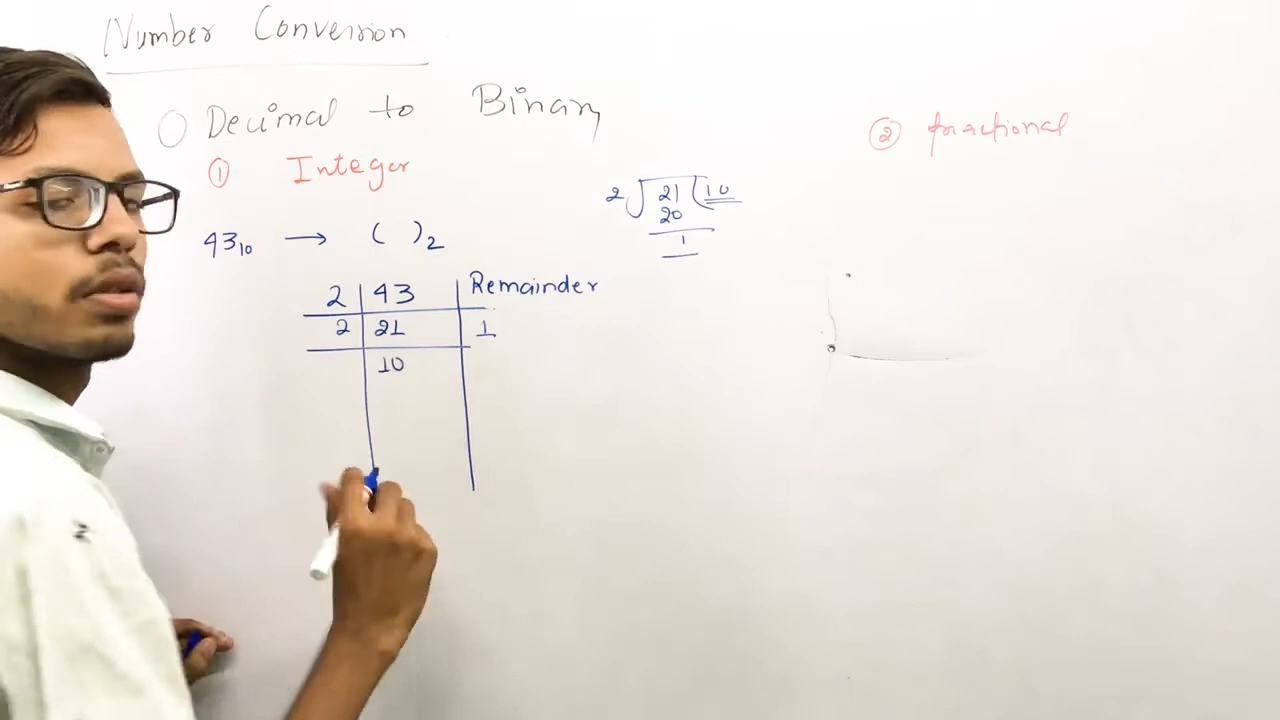 Number Conversion
Decimal to Binary
① Integer
② fractional
43₁₀ → ( )₂
2 21 10
20
1
2 43 Remainder
2 21 1
10